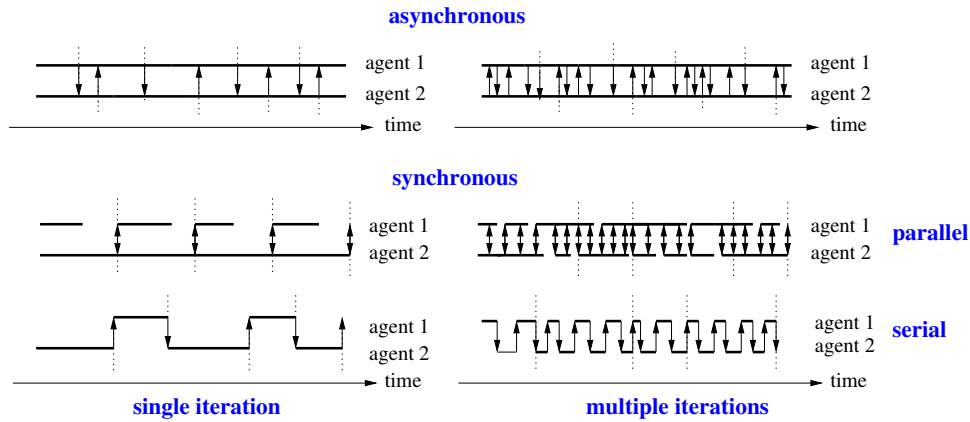 asynchronous
agent 1
agent 2
time
agent 1
agent 2
time
synchronous
agent 1
agent 2
agent 1
agent 2
parallel
agent 1
agent 2
agent 1
agent 2
serial
time
time
single iteration
multiple iterations